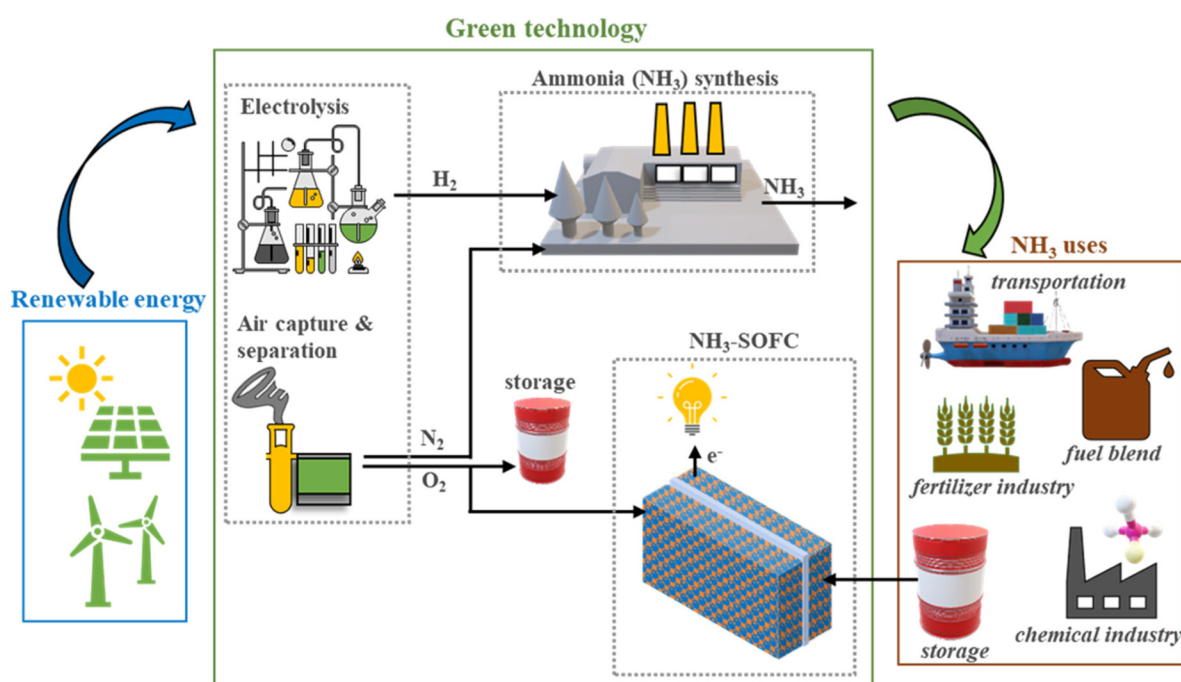 Green technology
Electrolysis
Ammonia (NH₃) synthesis
H₂
NH₃
Renewable energy
NH₃ uses
transportation
Air capture &
separation
NH₃-SOFC
storage
N₂
O₂
e⁻
fuel blend
fertilizer industry
chemical industry
storage